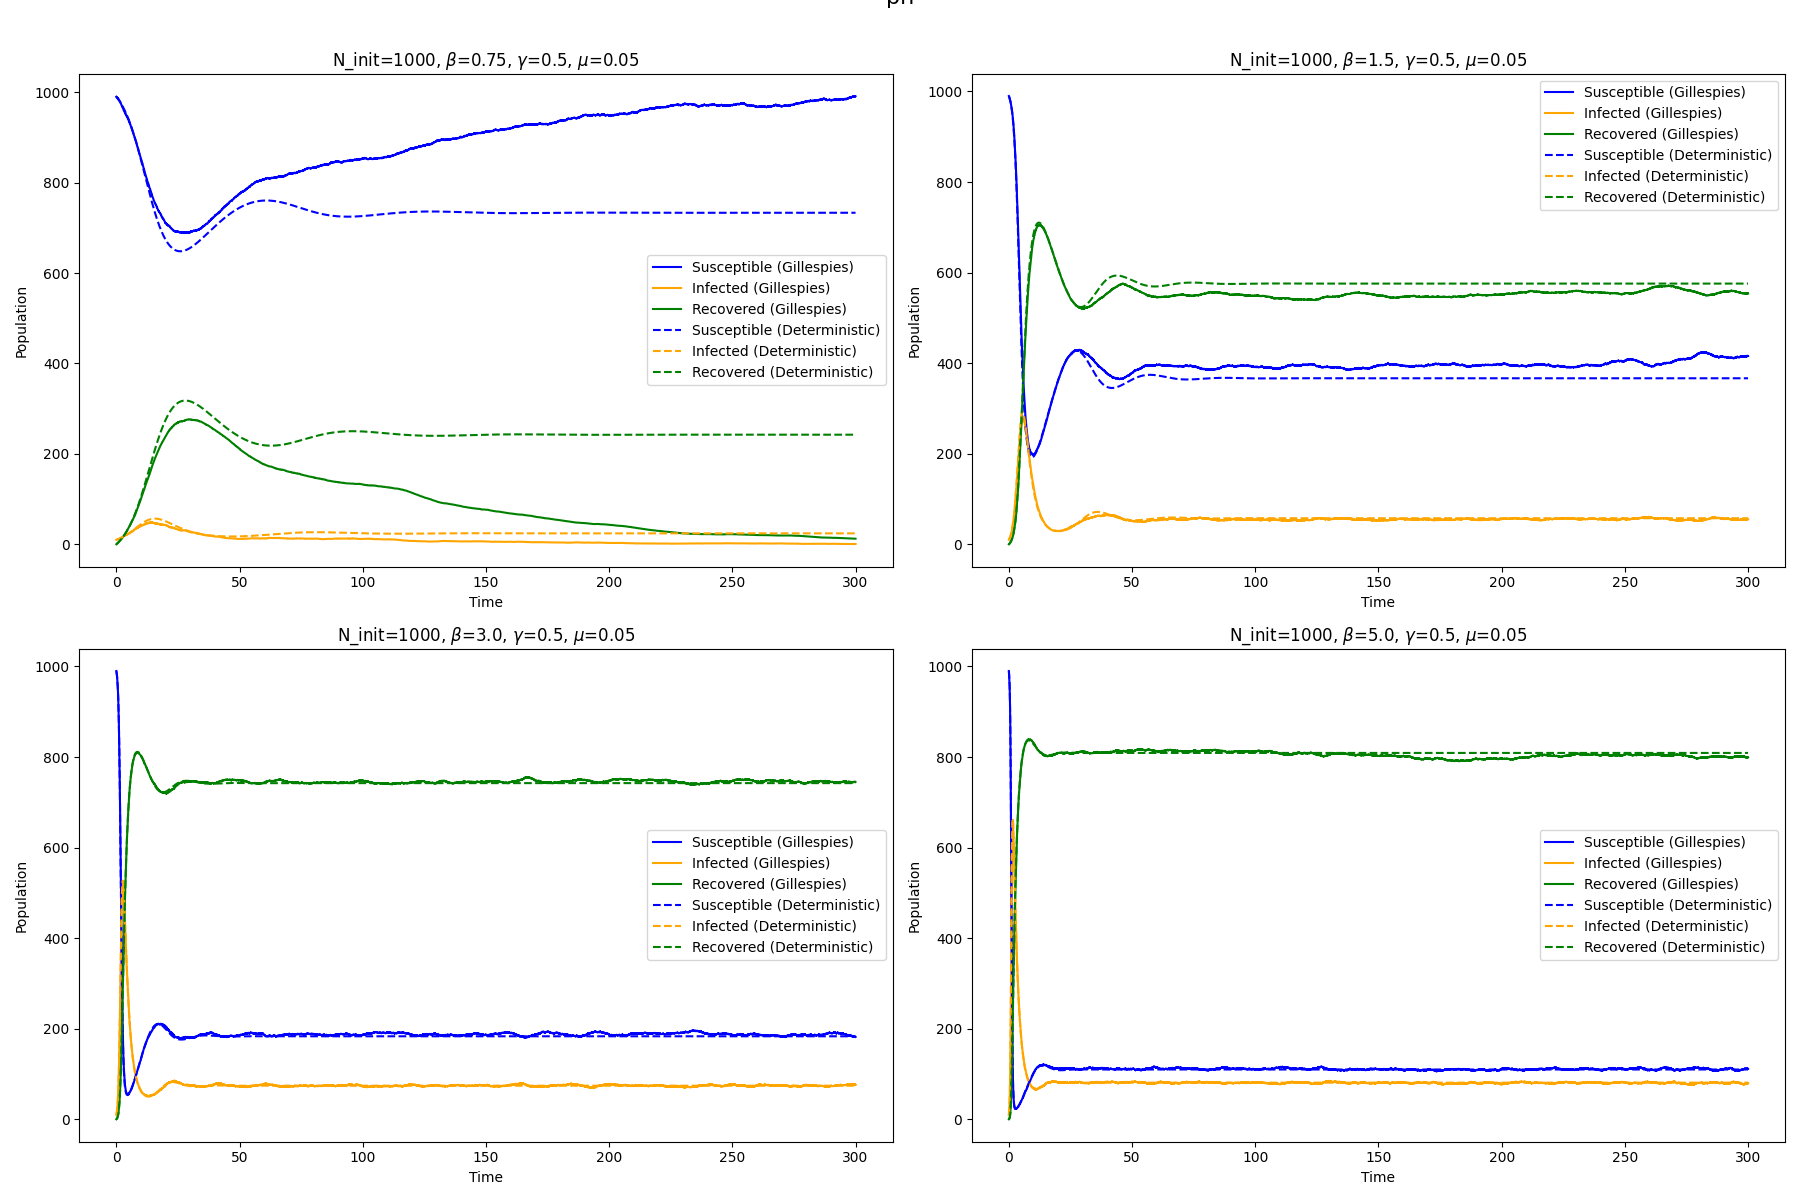 N_init=1000, β=0.75, γ=0.5, μ=0.05
1000
800
600
400
200
0
Population
Susceptible (Gillespies)
Infected (Gillespies)
Recovered (Gillespies)
Susceptible (Deterministic)
Infected (Deterministic)
Recovered (Deterministic)
0 50 100 150 200 250 300
Time
N_init=1000, β=1.5, γ=0.5, μ=0.05
1000
800
600
400
200
0
Population
Susceptible (Gillespies)
Infected (Gillespies)
Recovered (Gillespies)
Susceptible (Deterministic)
Infected (Deterministic)
Recovered (Deterministic)
0 50 100 150 200 250 300
Time
N_init=1000, β=3.0, γ=0.5, μ=0.05
1000
800
600
400
200
0
Population
Susceptible (Gillespies)
Infected (Gillespies)
Recovered (Gillespies)
Susceptible (Deterministic)
Infected (Deterministic)
Recovered (Deterministic)
0 50 100 150 200 250 300
Time
N_init=1000, β=5.0, γ=0.5, μ=0.05
1000
800
600
400
200
0
Population
Susceptible (Gillespies)
Infected (Gillespies)
Recovered (Gillespies)
Susceptible (Deterministic)
Infected (Deterministic)
Recovered (Deterministic)
0 50 100 150 200 250 300
Time